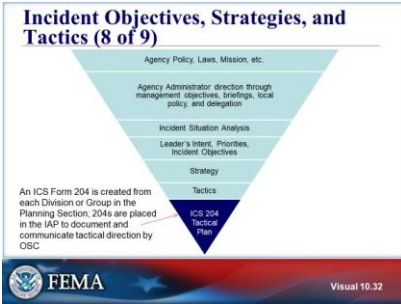 Incident Objectives, Strategies, and
Tactics (8 of 9)
Agency Policy, Laws, Mission, etc.
Agency Administrator direction through
management objectives, briefings, local
policy, and delegation
Incident Situation Analysis
Leader's Intent, Priorities,
Incident Objectives
Strategy
Tactics
An ICS Form 204 is created from
each Division or Group in the
Planning Section; 204s are placed
in the IAP to document and
communicate tactical direction by
OSC
ICS 204
Tactical
Plan
FEMA
Visual 10.32